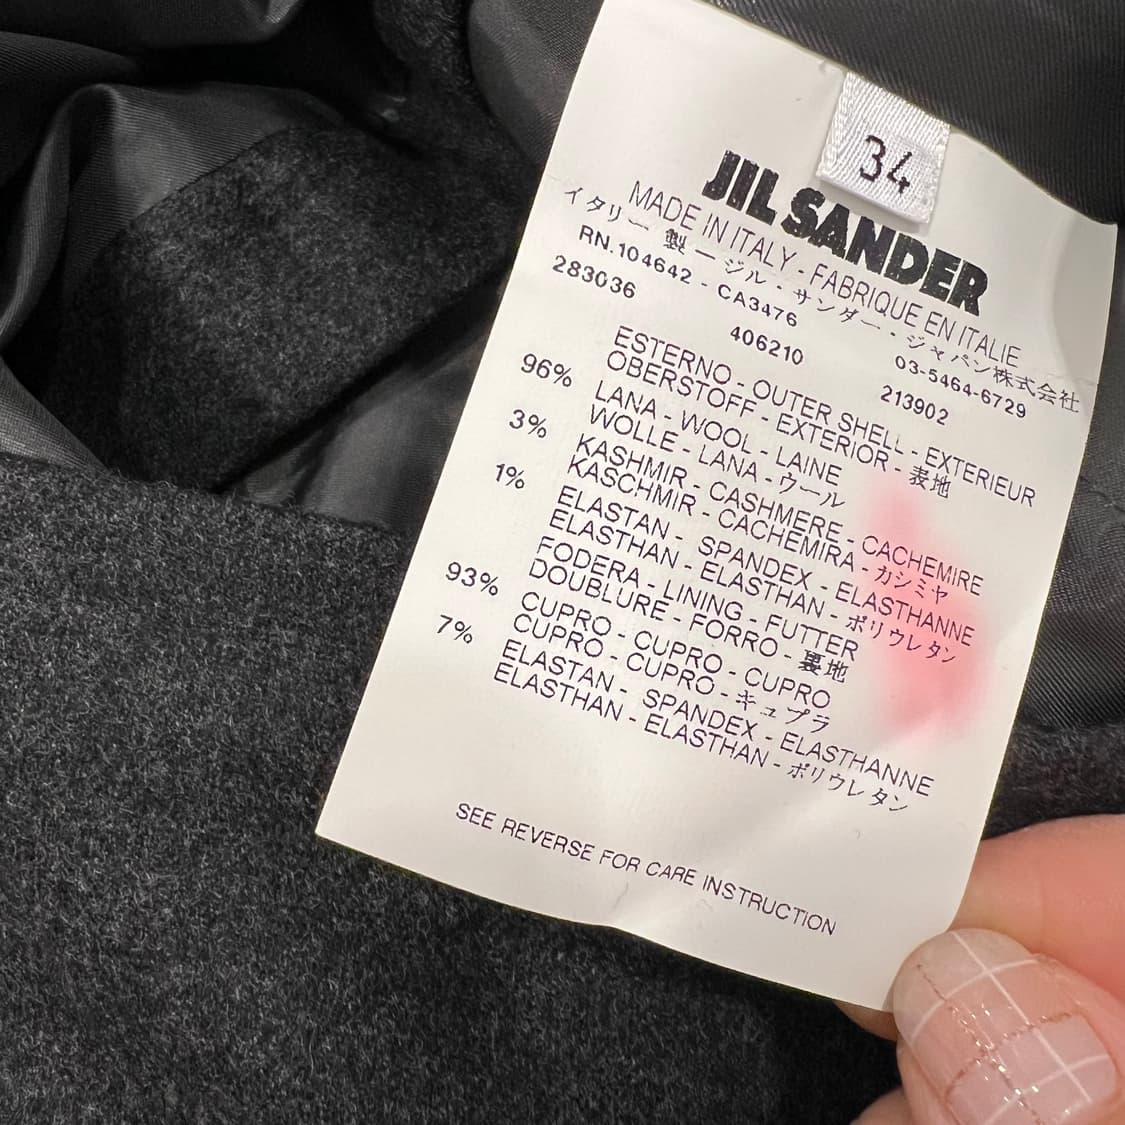 34
JIL SANDER
MADE IN ITALY - FABRIQUE EN ITALIE
イタリー 製 ー ジル・サンダー・ジャパン株式会社
RN.104642 - CA3476 03-5464-6729
283036 406210 213902
ESTERNO - OUTER SHELL - EXTERIEUR
OBERSTOFF - EXTERIOR - 表地
96% LANA - WOOL - LAINE
WOLLE - LANA - ウール
3% KASHMIR - CASHMERE - CACHEMIRE
KASCHMIR - CACHEMIRA - カシミヤ
1% ELASTAN - SPANDEX - ELASTHANNE
ELASTHAN - ELASTHAN - ポリウレタン
FODERA - LINING - FUTTER
DOUBLURE - FORRO - 裏地
93% CUPRO - CUPRO - CUPRO
CUPRO - CUPRO - キュプラ
7% ELASTAN - SPANDEX - ELASTHANNE
ELASTHAN - ELASTHAN - ポリウレタン
SEE REVERSE FOR CARE INSTRUCTION